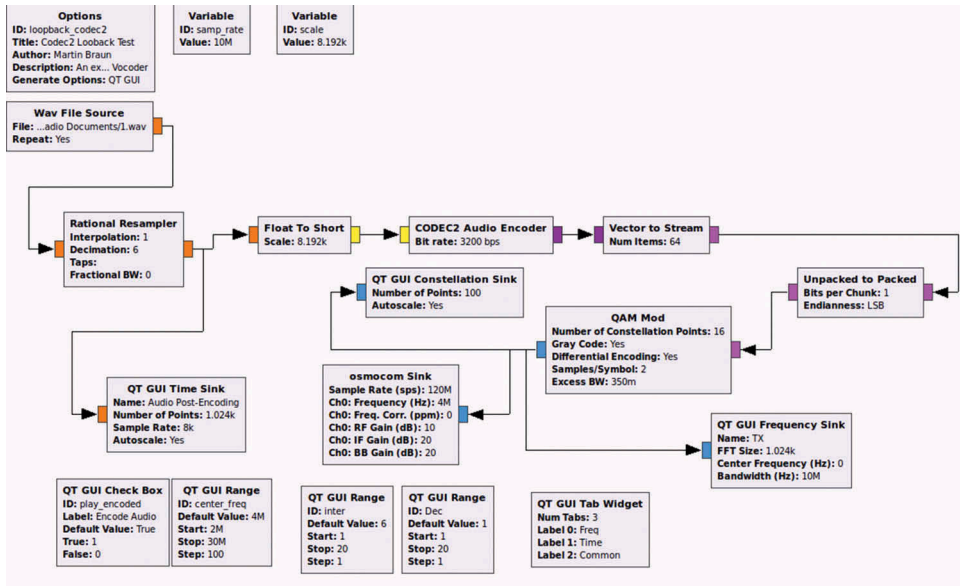 Options
ID: loopback_codec2
Title: Codec2 Looback Test
Author: Martin Braun
Description: An ex... Vocoder
Generate Options: QT GUI
Variable
ID: samp_rate
Value: 10M
Variable
ID: scale
Value: 8.192k
Wav File Source
File: ...adio Documents/1.wav
Repeat: Yes
Rational Resampler
Interpolation: 1
Decimation: 6
Taps:
Fractional BW: 0
Float To Short
Scale: 8.192k
CODEC2 Audio Encoder
Bit rate: 3200 bps
Vector to Stream
Num Items: 64
Unpacked to Packed
Bits per Chunk: 1
Endianness: LSB
QT GUI Constellation Sink
Number of Points: 100
Autoscale: Yes
QAM Mod
Number of Constellation Points: 16
Gray Code: Yes
Differential Encoding: Yes
Samples/Symbol: 2
Excess BW: 350m
QT GUI Time Sink
Name: Audio Post-Encoding
Number of Points: 1.024k
Sample Rate: 8k
Autoscale: Yes
osmocom Sink
Sample Rate (sps): 120M
Ch0: Frequency (Hz): 4M
Ch0: Freq. Corr. (ppm): 0
Ch0: RF Gain (dB): 10
Ch0: IF Gain (dB): 20
Ch0: BB Gain (dB): 20
QT GUI Frequency Sink
Name: TX
FFT Size: 1.024k
Center Frequency (Hz): 0
Bandwidth (Hz): 10M
QT GUI Check Box
ID: play_encoded
Label: Encode Audio
Default Value: True
True: 1
False: 0
QT GUI Range
ID: center_freq
Default Value: 4M
Start: 2M
Stop: 30M
Step: 100
QT GUI Range
ID: inter
Default Value: 6
Start: 1
Stop: 20
Step: 1
QT GUI Range
ID: Dec
Default Value: 1
Start: 1
Stop: 20
Step: 1
QT GUI Tab Widget
Num Tabs: 3
Label 0: Freq
Label 1: Time
Label 2: Common